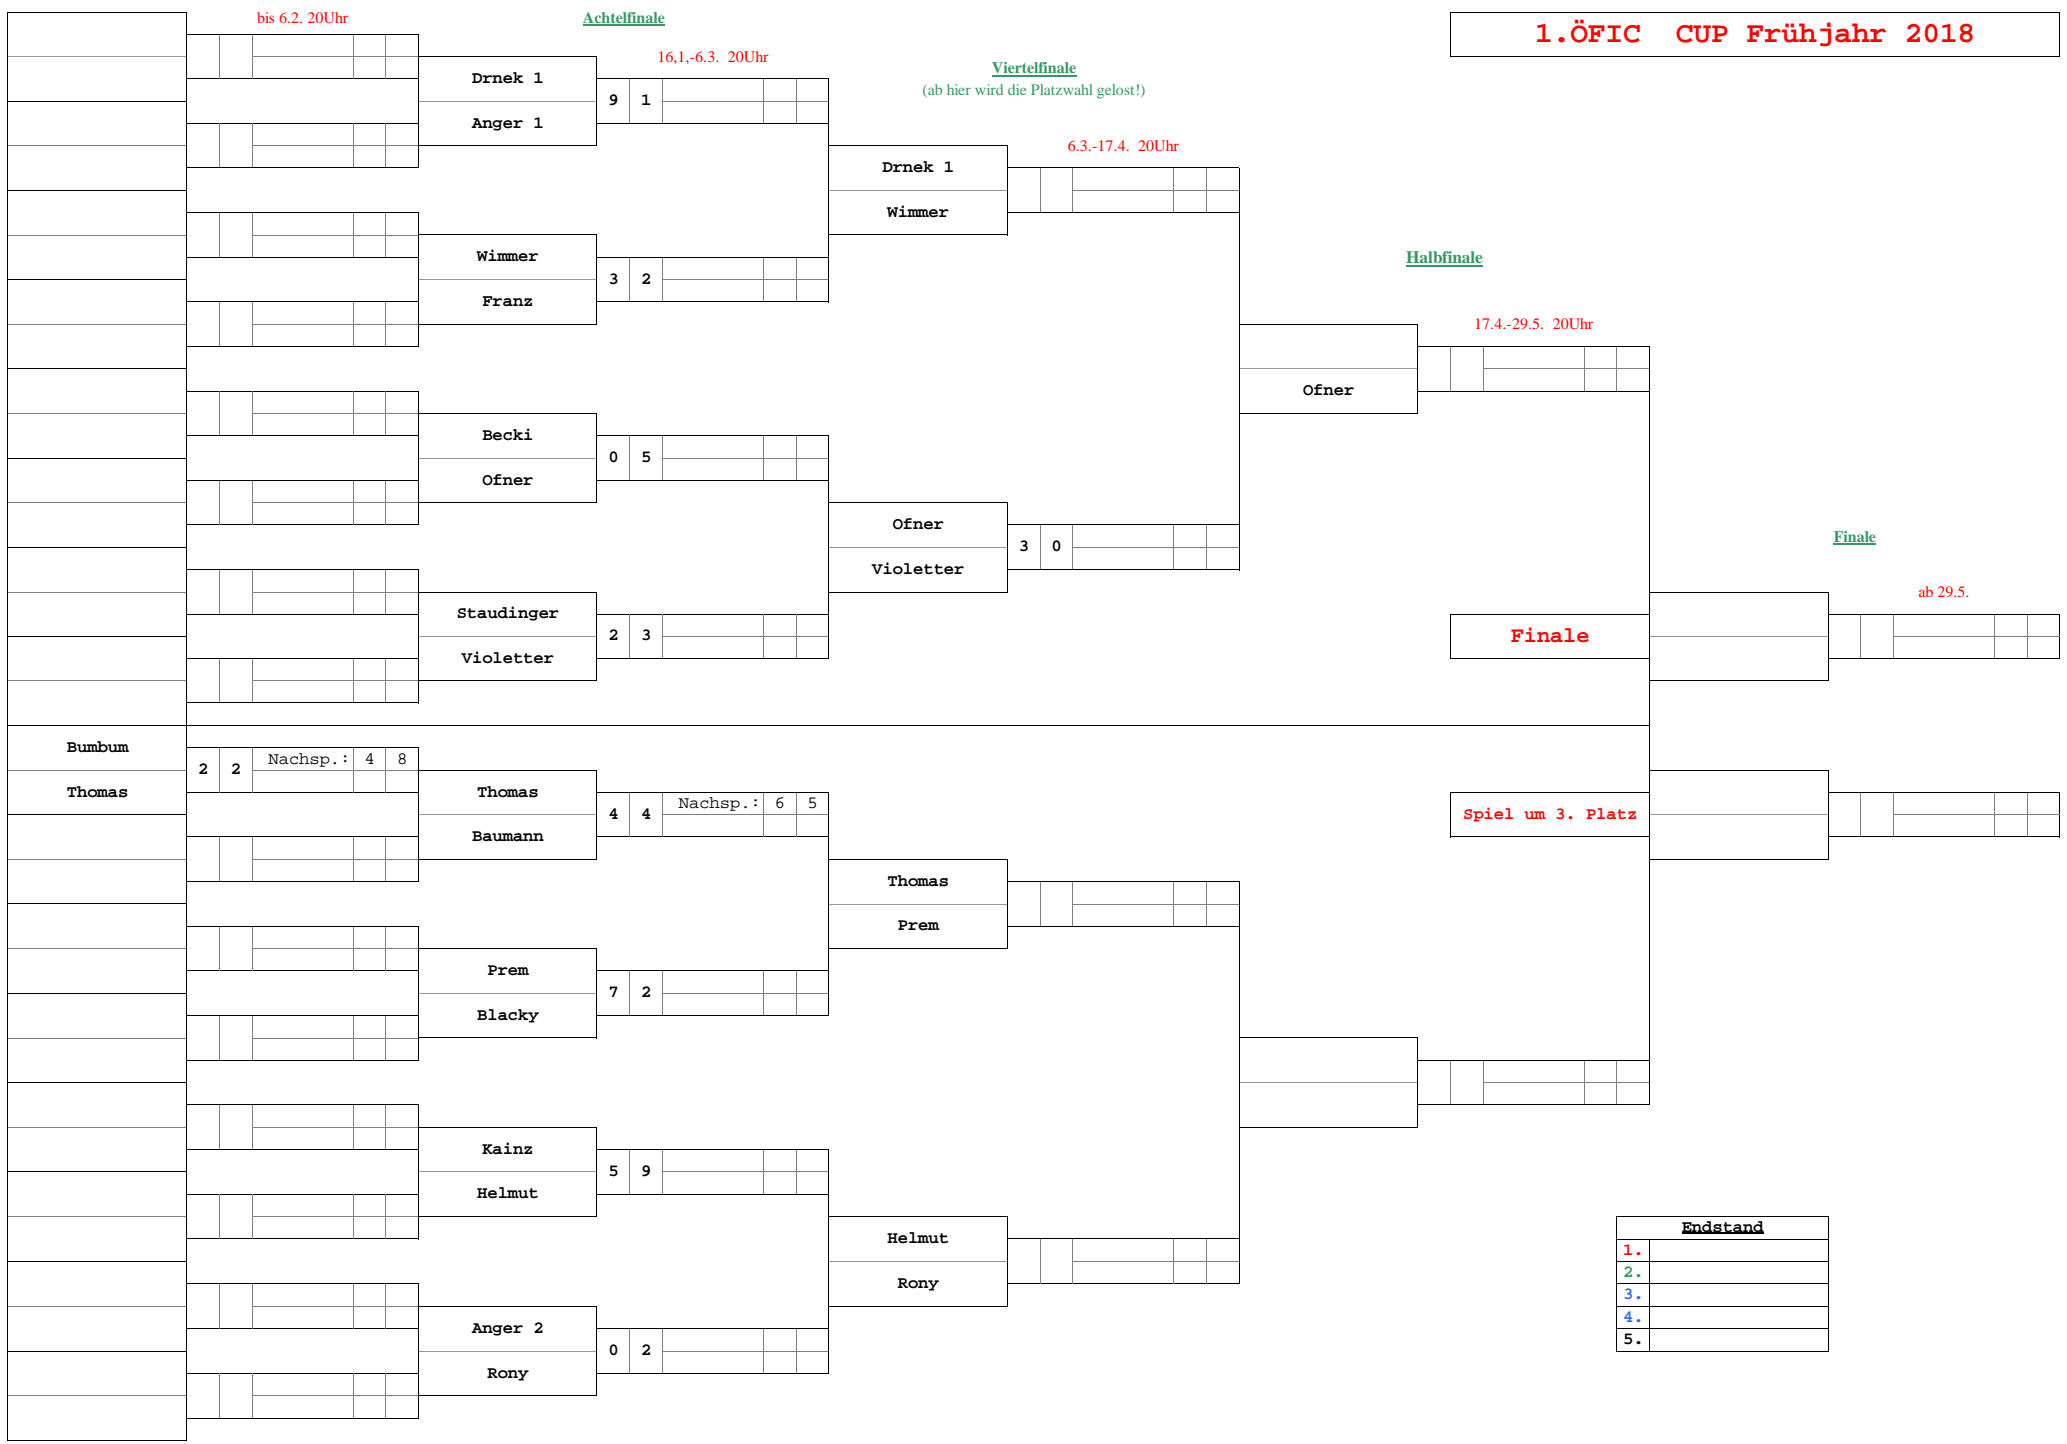 bis 6.2. 20Uhr
Achtelfinale
1.ÖFIC  CUP Frühjahr 2018
16,1,-6.3.  20Uhr
Viertelfinale
(ab hier wird die Platzwahl gelost!)
Drnek 1
9 1
Anger 1
6.3.-17.4.  20Uhr
Drnek 1
Wimmer
Wimmer
3 2
Franz
Halbfinale
17.4.-29.5.  20Uhr
Ofner
Becki
0 5
Ofner
Ofner
3 0
Violetter
Finale
ab 29.5.
Staudinger
2 3
Violetter
Finale
Bumbum
2 2 Nachsp.: 4 8
Thomas
Thomas
4 4 Nachsp.: 6 5
Baumann
Spiel um 3. Platz
Thomas
Prem
Prem
7 2
Blacky
Kainz
5 9
Helmut
Helmut
Rony
Anger 2
0 2
Rony
Endstand
1.
2.
3.
4.
5.